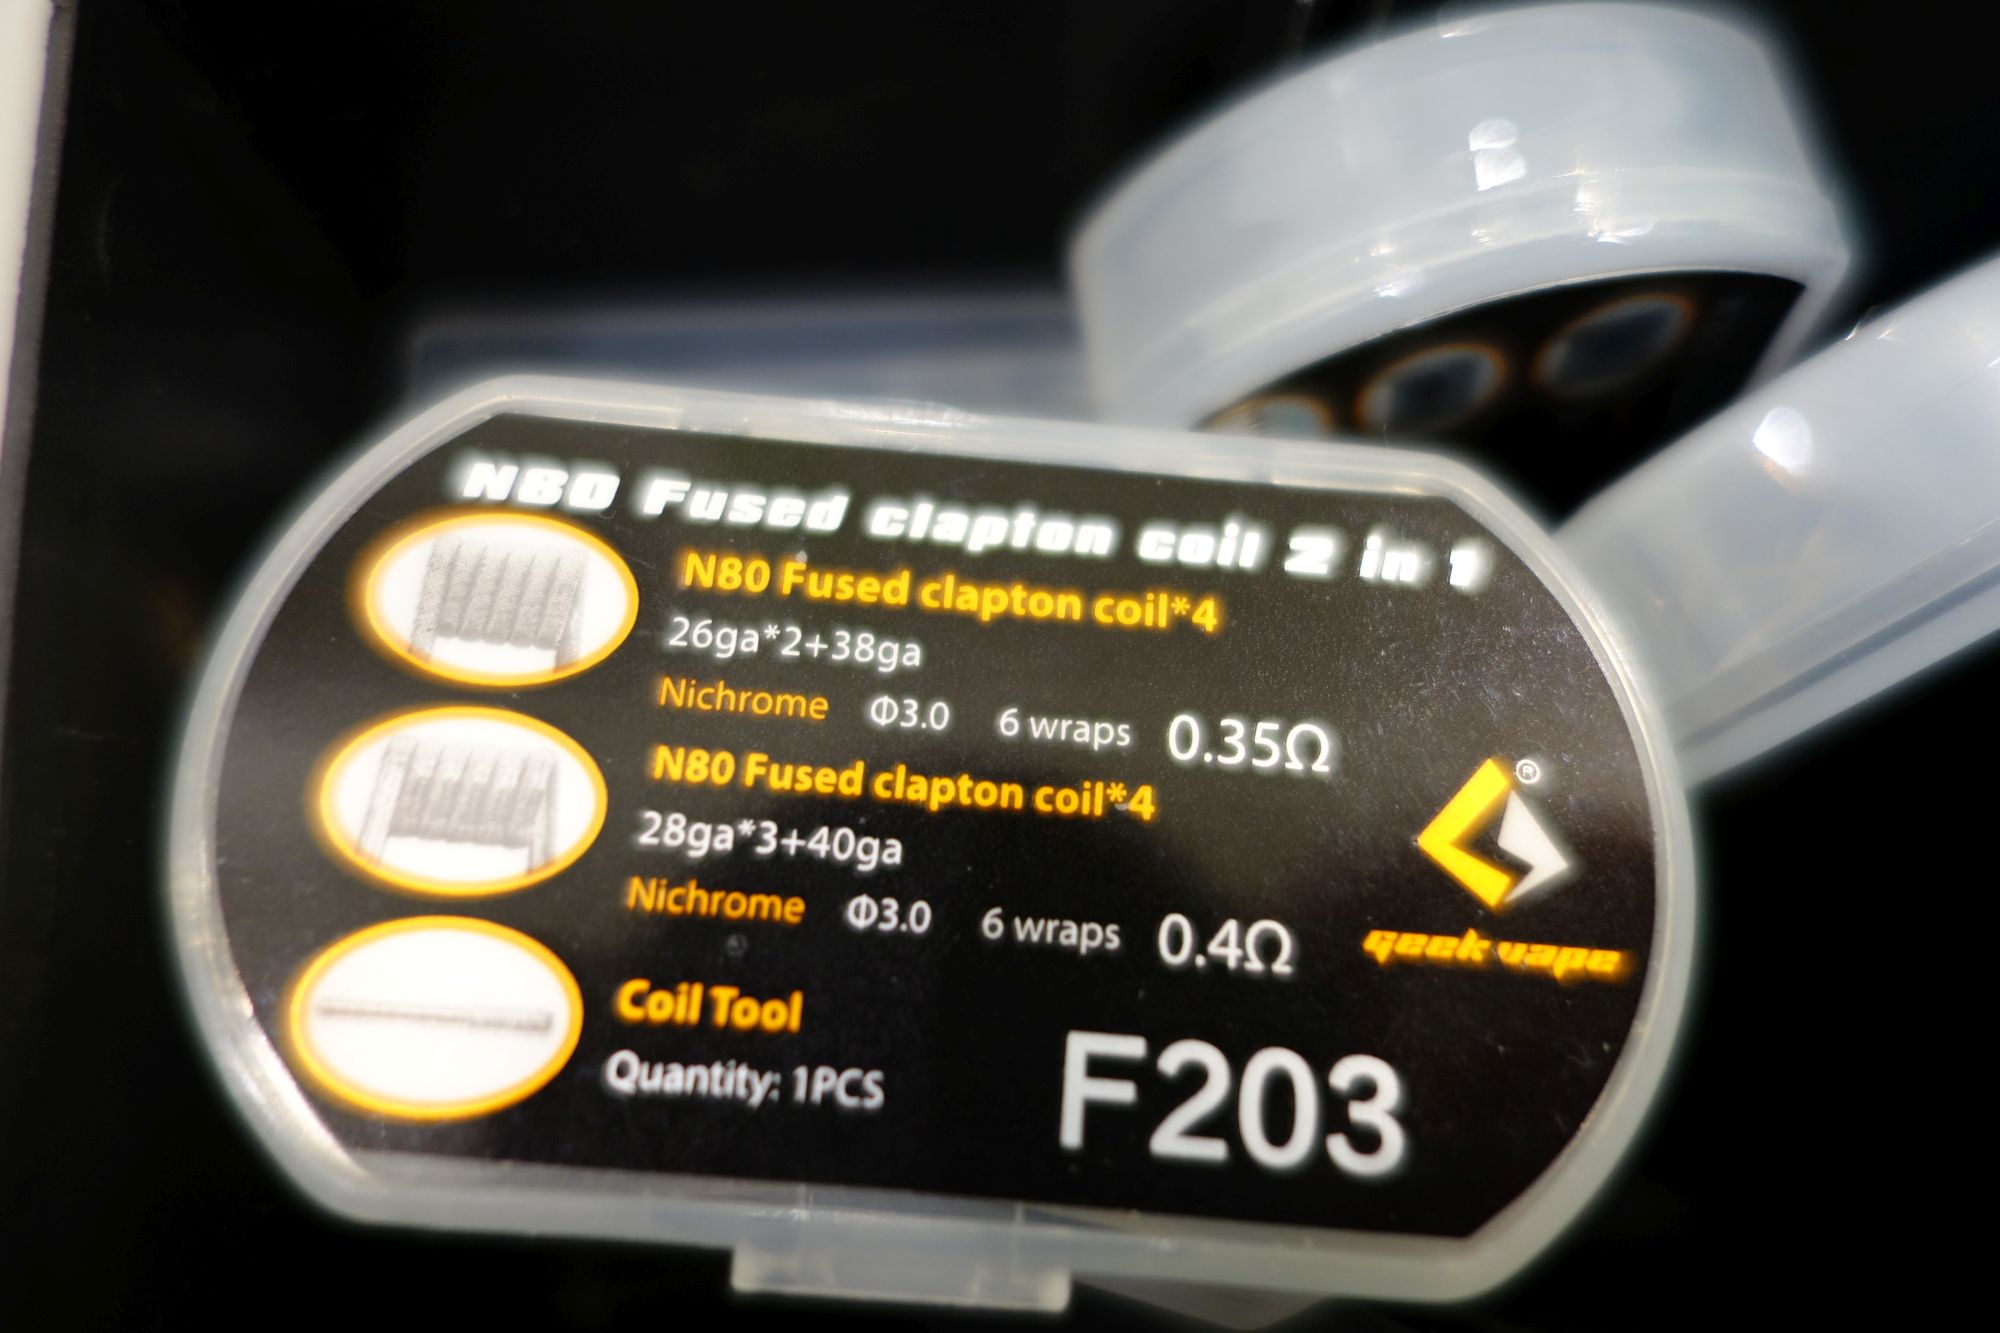 N80 Fused clapton coil 2 in 1
N80 Fused clapton coil*4
26ga*2+38ga
Nichrome Φ3.0 6 wraps 0.35Ω
N80 Fused clapton coil*4
28ga*3+40ga
Nichrome Φ3.0 6 wraps 0.4Ω
®
geek vape
Coil Tool
Quantity: 1PCS
F203